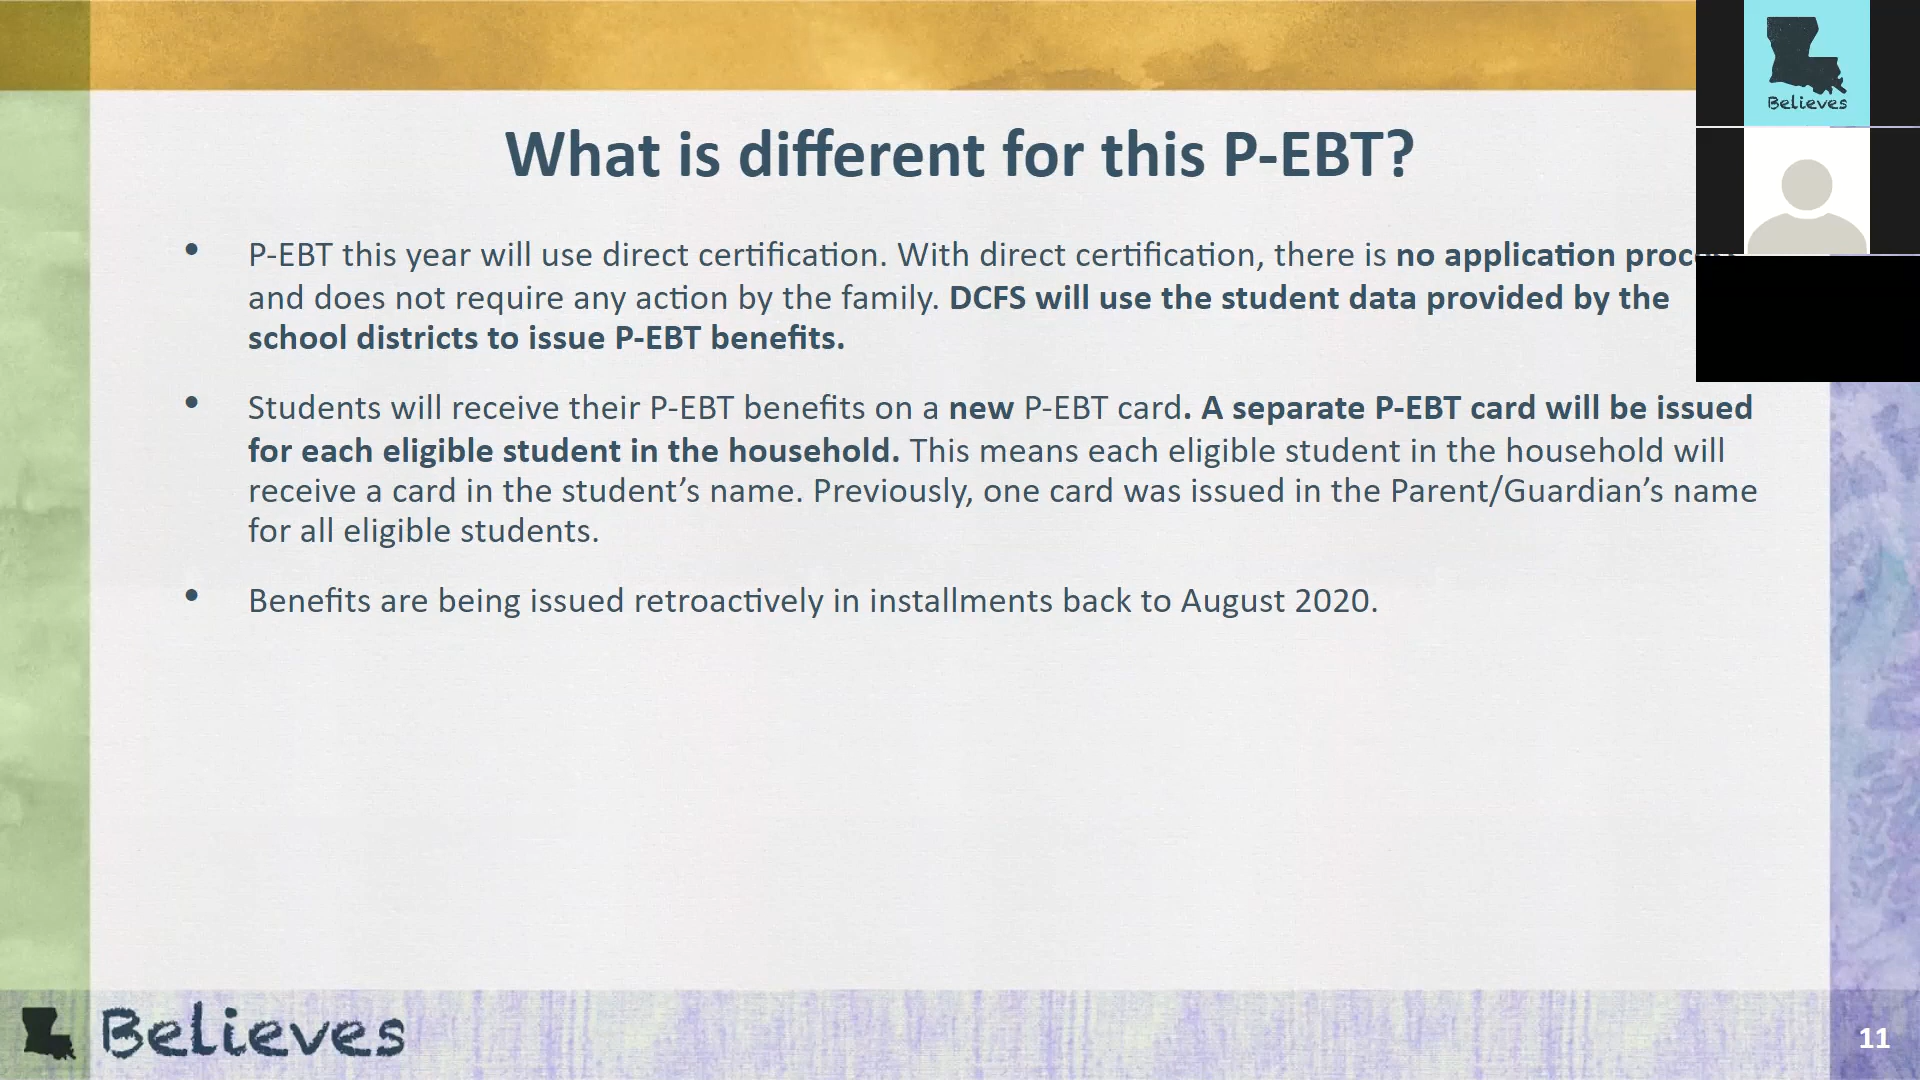 What is different for this P-EBT?
• P-EBT this year will use direct certification. With direct certification, there is no application
and does not require any action by the family. DCFS will use the student data provided by the
school districts to issue P-EBT benefits.
• Students will receive their P-EBT benefits on a new P-EBT card. A separate P-EBT card will be issued
for each eligible student in the household. This means each eligible student in the household will
receive a card in the student’s name. Previously, one card was issued in the Parent/Guardian’s name
for all eligible students.
• Benefits are being issued retroactively in installments back to August 2020.
Believes
Believes
11